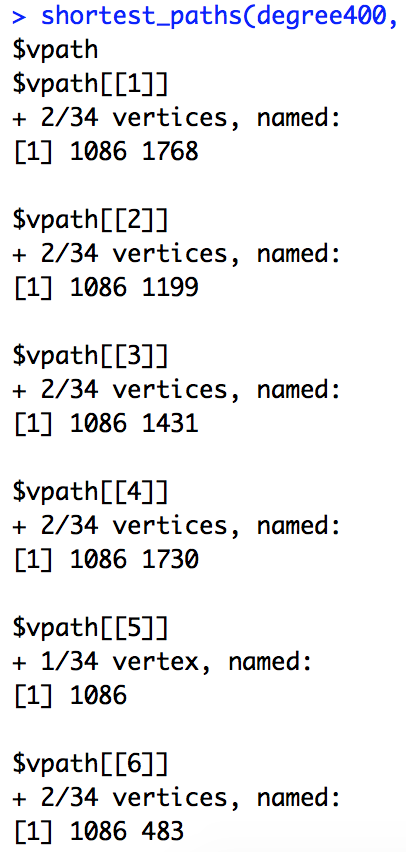 > shortest_paths(degree400,
$vpath
$vpath[[1]]
+ 2/34 vertices, named:
[1] 1086 1768
$vpath[[2]]
+ 2/34 vertices, named:
[1] 1086 1199
$vpath[[3]]
+ 2/34 vertices, named:
[1] 1086 1431
$vpath[[4]]
+ 2/34 vertices, named:
[1] 1086 1730
$vpath[[5]]
+ 1/34 vertex, named:
[1] 1086
$vpath[[6]]
+ 2/34 vertices, named:
[1] 1086 483